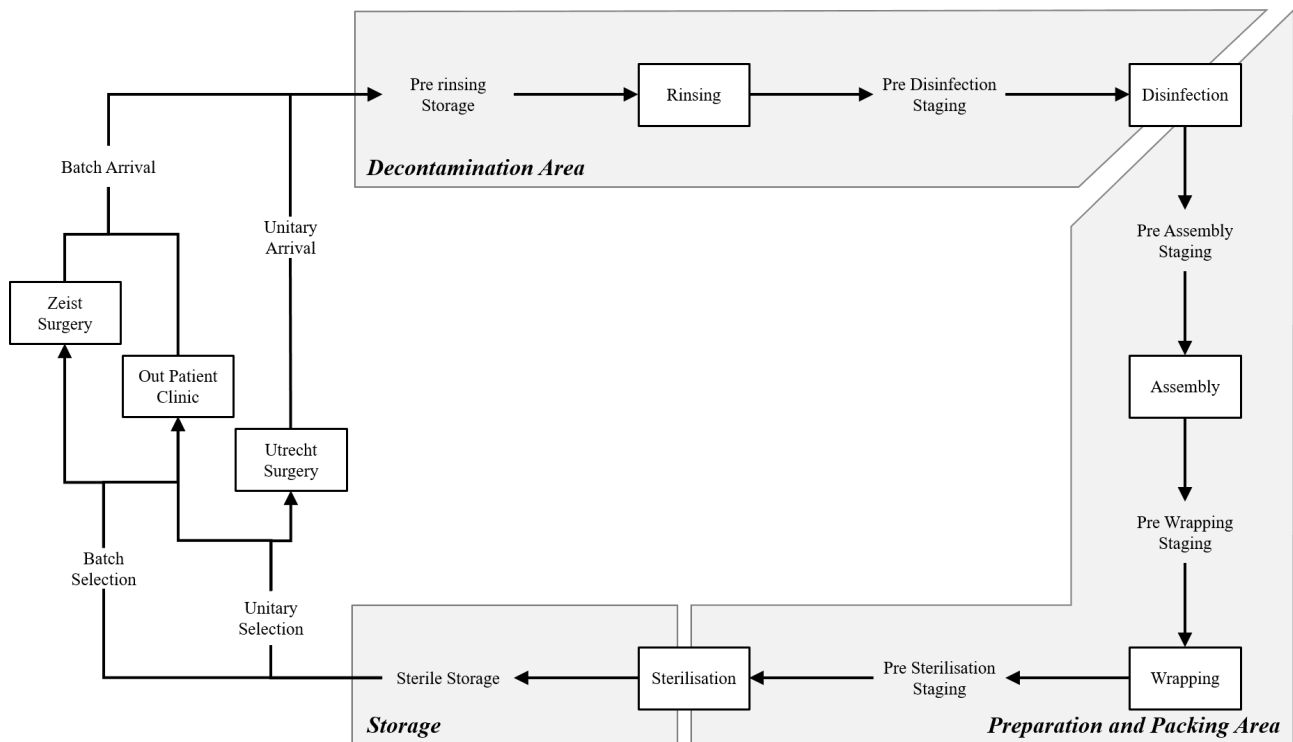 Pre rinsing
Storage
Rinsing
Pre Disinfection
Staging
Disinfection
Decontamination Area
Batch Arrival
Unitary
Arrival
Pre Assembly
Staging
Zeist
Surgery
Out Patient
Clinic
Assembly
Utrecht
Surgery
Pre Wrapping
Staging
Batch
Selection
Unitary
Selection
Sterile Storage
Sterilisation
Pre Sterilisation
Staging
Wrapping
Storage
Preparation and Packing Area